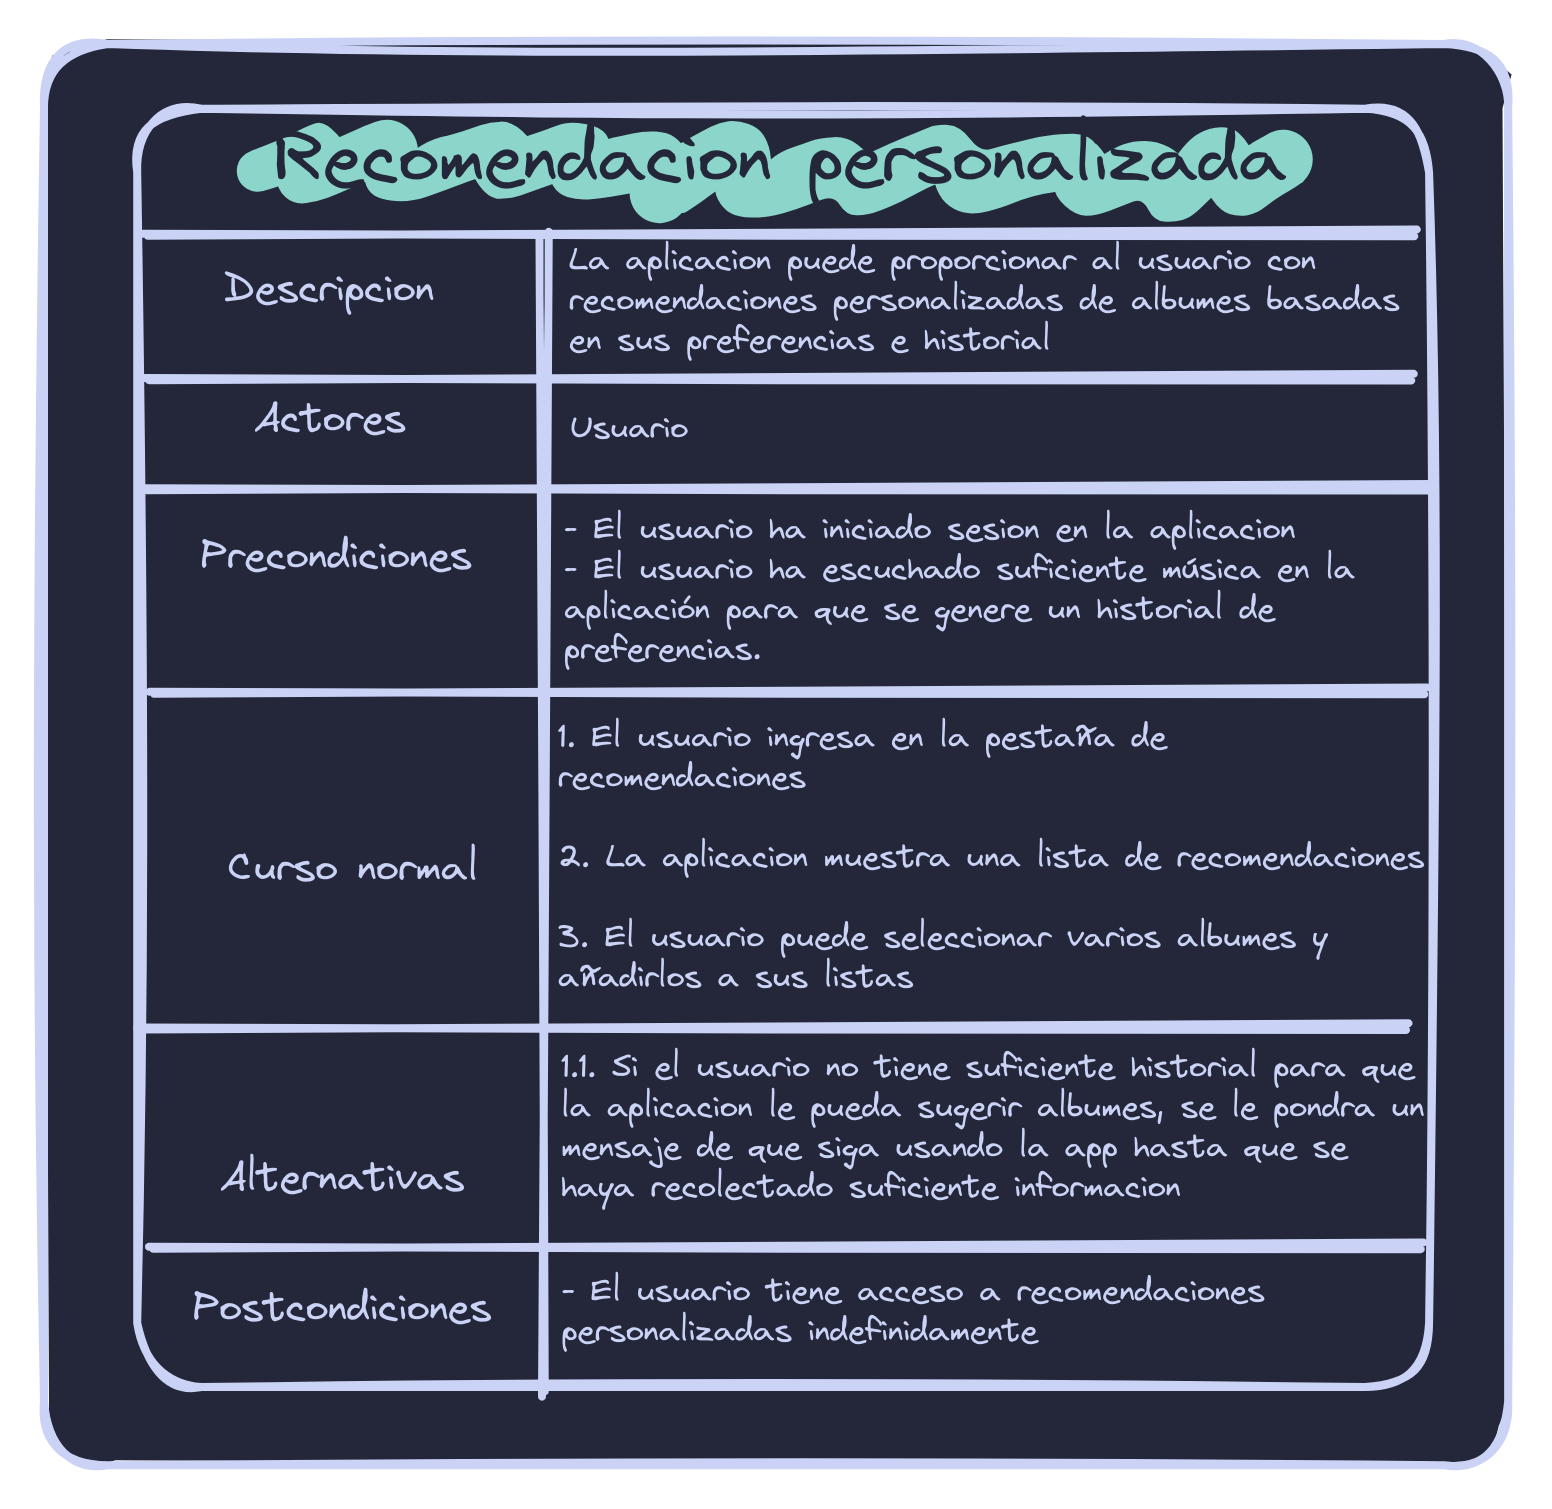 Recomendacion personalizada
Descripcion
La aplicacion puede proporcionar al usuario con
recomendaciones personalizadas de albumes basadas
en sus preferencias e historial
Actores
Usuario
Precondiciones
- El usuario ha iniciado sesion en la aplicacion
- El usuario ha escuchado suficiente música en la
aplicación para que se genere un historial de
preferencias.
Curso normal
1. El usuario ingresa en la pestaña de
recomendaciones
2. La aplicacion muestra una lista de recomendaciones
3. El usuario puede seleccionar varios albumes y
añadirlos a sus listas
Alternativas
1.1. Si el usuario no tiene suficiente historial para que
la aplicacion le pueda sugerir albumes, se le pondra un
mensaje de que siga usando la app hasta que se
haya recolectado suficiente informacion
Postcondiciones
- El usuario tiene acceso a recomendaciones
personalizadas indefinidamente